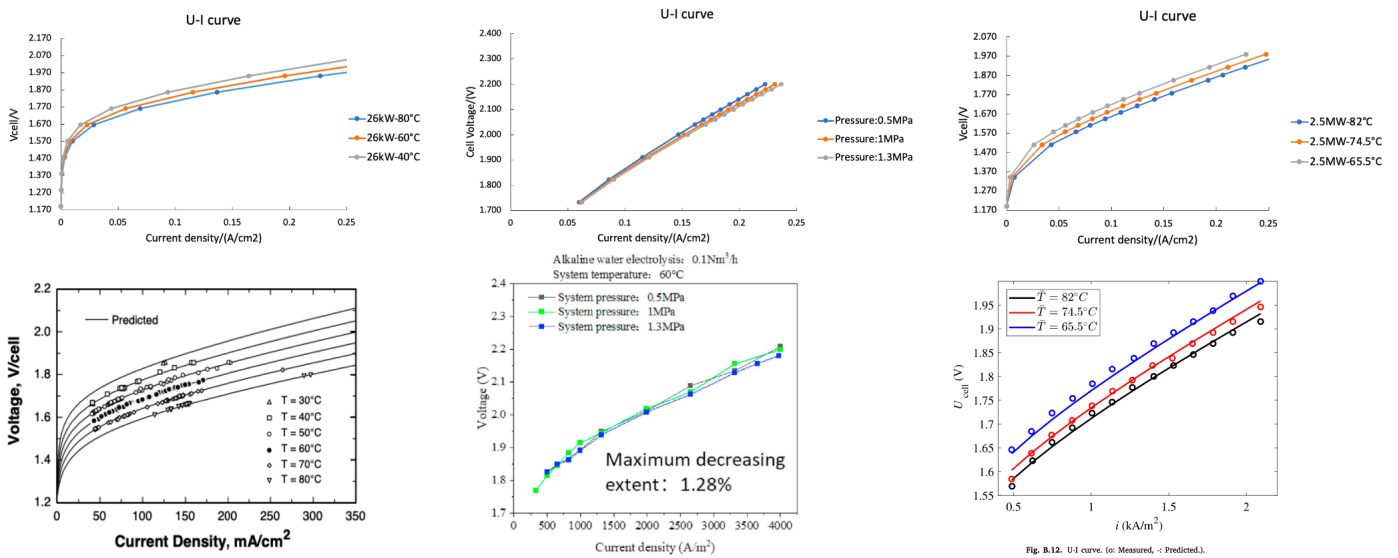 U-I curve
2.170
2.070
1.970
1.870
1.770
1.670
1.570
1.470
1.370
1.270
1.170
Vcell/V
0
0.05
0.1
0.15
0.2
0.25
Current density/(A/cm2)
26kW-80°C
26kW-60°C
26kW-40°C
U-I curve
2.400
2.200
2.100
2.000
1.900
1.800
1.700
Cell Voltage/(V)
0
0.05
0.1
0.15
0.2
0.25
Current density/(A/cm2)
Pressure:0.5MPa
Pressure:1MPa
Pressure:1.3MPa
U-I curve
2.070
1.970
1.870
1.770
1.670
1.570
1.470
1.370
1.270
1.170
Vcell/V
0
0.05
0.1
0.15
0.2
0.25
Current density/(A/cm2)
2.5MW-82°C
2.5MW-74.5°C
2.5MW-65.5°C
2.2
2.0
1.8
1.6
1.4
1.2
Voltage, V/cell
Predicted
T = 30°C
T = 40°C
T = 50°C
T = 60°C
T = 70°C
T = 80°C
0
50
100
150
200
250
300
350
Current Density, mA/cm²
Alkaline water electrolysis: 0.1Nm³/h
System temperature: 60°C
System pressure: 0.5MPa
System pressure: 1MPa
System pressure: 1.3MPa
2.4
2.3
2.2
2.1
2.0
1.9
1.8
1.7
Voltage (V)
Maximum decreasing
extent: 1.28%
500
1000
1500
2000
2500
3000
3500
4000
Current density (A/m²)
T̄ = 82°C
T̄ = 74.5°C
T̄ = 65.5°C
1.95
1.9
1.85
1.8
1.75
1.7
1.65
1.6
1.55
U cell (V)
0.5
1
1.5
2
i (kA/m²)
Fig. B.12. U-I curve. (o: Measured, -: Predicted.).